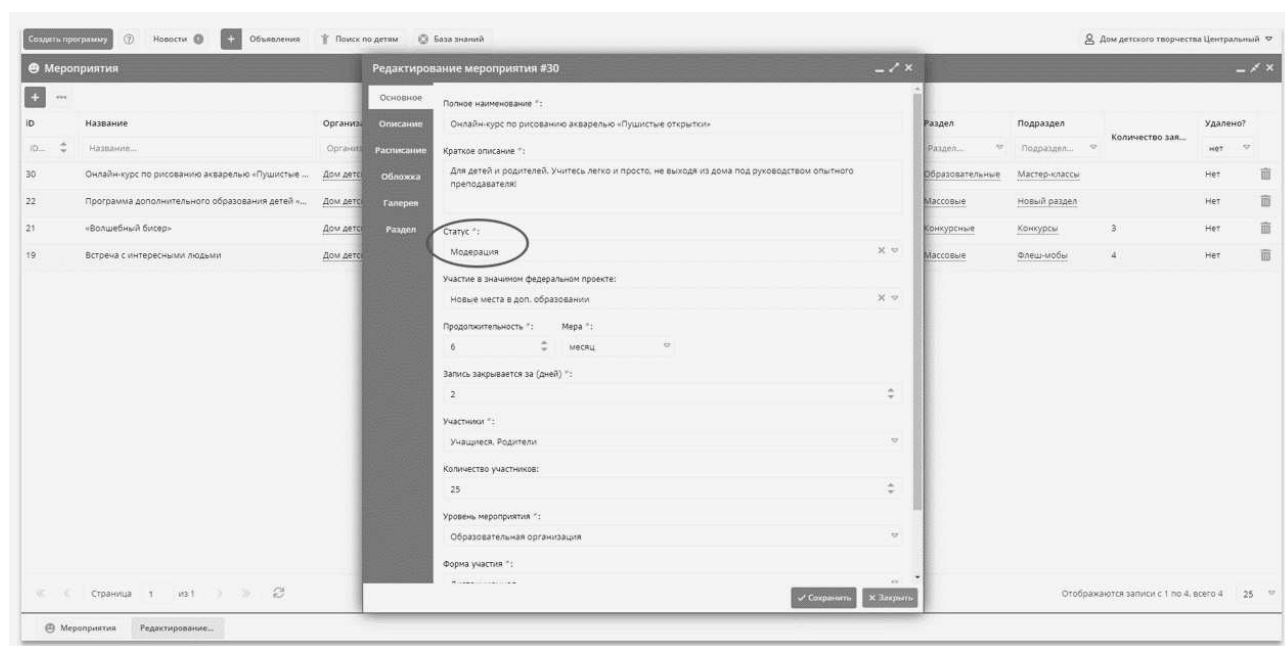 Создать программу Новости Объявления Поиск по детям База знаний Дом детского творчества Центральный
Мероприятия
ID Название Организа Раздел Подраздел Количество зая... Удалено?
ID... Название... Органи Раздел... Подраздел... нет
30 Онлайн-курс по рисованию акварелью «Пушистые ... Дом детс Образовательные Мастер-классы Нет
22 Программа дополнительного образования детей «... Дом детс Массовые Новый раздел Нет
21 «Волшебный бисер» Дом детс Конкурсные Конкурсы 3 Нет
19 Встреча с интересными людьми Дом детс Массовые Флеш-мобы 4 Нет
Редактирование мероприятия #30
Основное
Описание
Расписание
Обложка
Галерея
Раздел
Полное наименование *:
Онлайн-курс по рисованию акварелью «Пушистые открытки»
Краткое описание *:
Для детей и родителей. Учитесь легко и просто, не выходя из дома под руководством опытного
преподавателя!
Статус *:
Модерация
Участие в значимом федеральном проекте:
Новые места в доп. образовании
Продолжительность *: Мера *:
6 месяц
Запись закрывается за (дней) *:
2
Участники *:
Учащиеся, Родители
Количество участников:
25
Уровень мероприятия *:
Образовательная организация
Форма участия *:
Сохранить Закрыть
Страница 1 из 1 Отображаются записи с 1 по 4, всего 4 25
Мероприятия Редактирование...